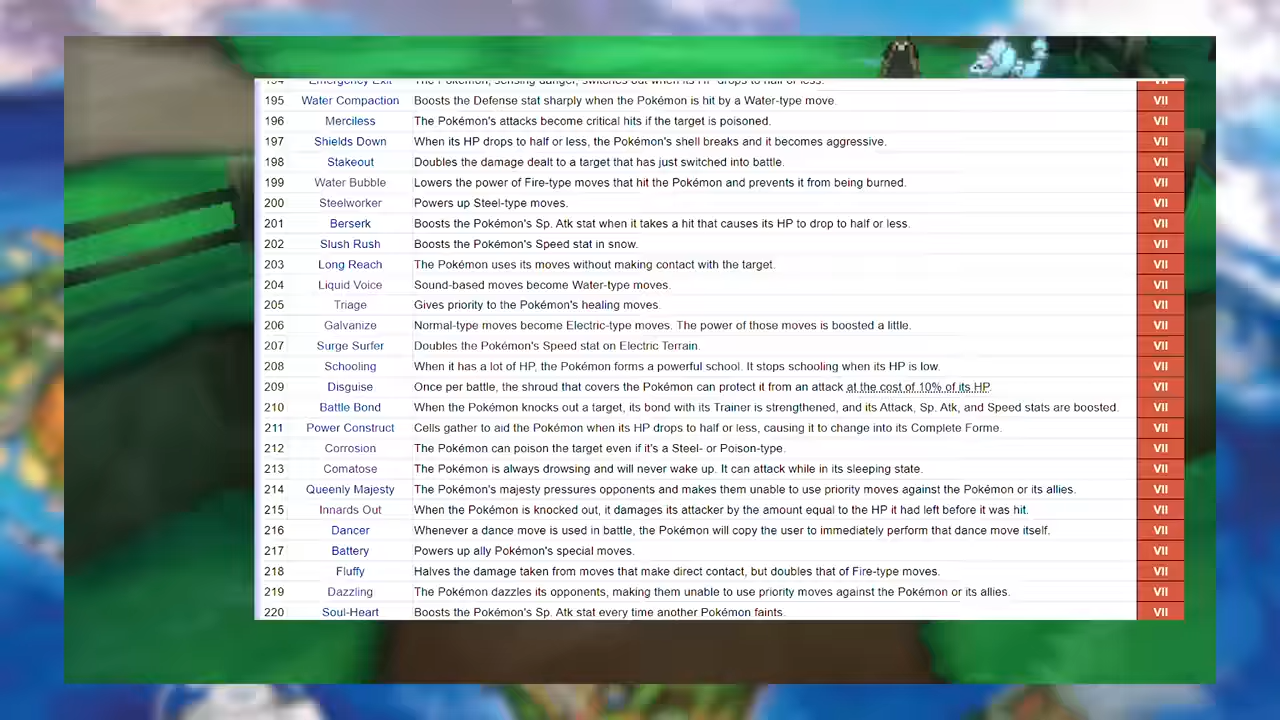 194 Emergency Exit The Pokémon, sensing danger, switches out when its HP drops to half or less. VII
195 Water Compaction Boosts the Defense stat sharply when the Pokémon is hit by a Water-type move. VII
196 Merciless The Pokémon's attacks become critical hits if the target is poisoned. VII
197 Shields Down When its HP drops to half or less, the Pokémon's shell breaks and it becomes aggressive. VII
198 Stakeout Doubles the damage dealt to a target that has just switched into battle. VII
199 Water Bubble Lowers the power of Fire-type moves that hit the Pokémon and prevents it from being burned. VII
200 Steelworker Powers up Steel-type moves. VII
201 Berserk Boosts the Pokémon's Sp. Atk stat when it takes a hit that causes its HP to drop to half or less. VII
202 Slush Rush Boosts the Pokémon's Speed stat in snow. VII
203 Long Reach The Pokémon uses its moves without making contact with the target. VII
204 Liquid Voice Sound-based moves become Water-type moves. VII
205 Triage Gives priority to the Pokémon's healing moves. VII
206 Galvanize Normal-type moves become Electric-type moves. The power of those moves is boosted a little. VII
207 Surge Surfer Doubles the Pokémon's Speed stat on Electric Terrain. VII
208 Schooling When it has a lot of HP, the Pokémon forms a powerful school. It stops schooling when its HP is low. VII
209 Disguise Once per battle, the shroud that covers the Pokémon can protect it from an attack at the cost of 10% of its HP. VII
210 Battle Bond When the Pokémon knocks out a target, its bond with its Trainer is strengthened, and its Attack, Sp. Atk, and Speed stats are boosted. VII
211 Power Construct Cells gather to aid the Pokémon when its HP drops to half or less, causing it to change into its Complete Forme. VII
212 Corrosion The Pokémon can poison the target even if it's a Steel- or Poison-type. VII
213 Comatose The Pokémon is always drowsing and will never wake up. It can attack while in its sleeping state. VII
214 Queenly Majesty The Pokémon's majesty pressures opponents and makes them unable to use priority moves against the Pokémon or its allies. VII
215 Innards Out When the Pokémon is knocked out, it damages its attacker by the amount equal to the HP it had left before it was hit. VII
216 Dancer Whenever a dance move is used in battle, the Pokémon will copy the user to immediately perform that dance move itself. VII
217 Battery Powers up ally Pokémon's special moves. VII
218 Fluffy Halves the damage taken from moves that make direct contact, but doubles that of Fire-type moves. VII
219 Dazzling The Pokémon dazzles its opponents, making them unable to use priority moves against the Pokémon or its allies. VII
220 Soul-Heart Boosts the Pokémon's Sp. Atk stat every time another Pokémon faints. VII